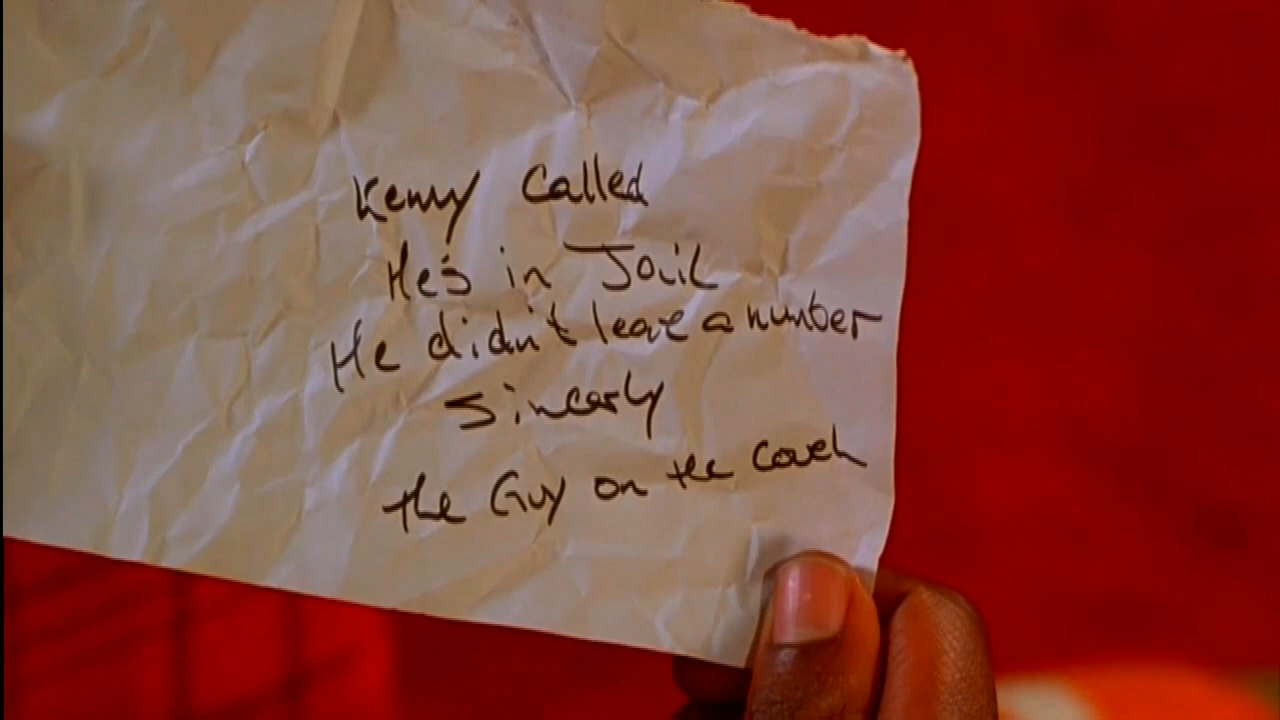 Kenny Called
He's in Jail
He didn't leave a number
Sincerly
the Guy on the couch